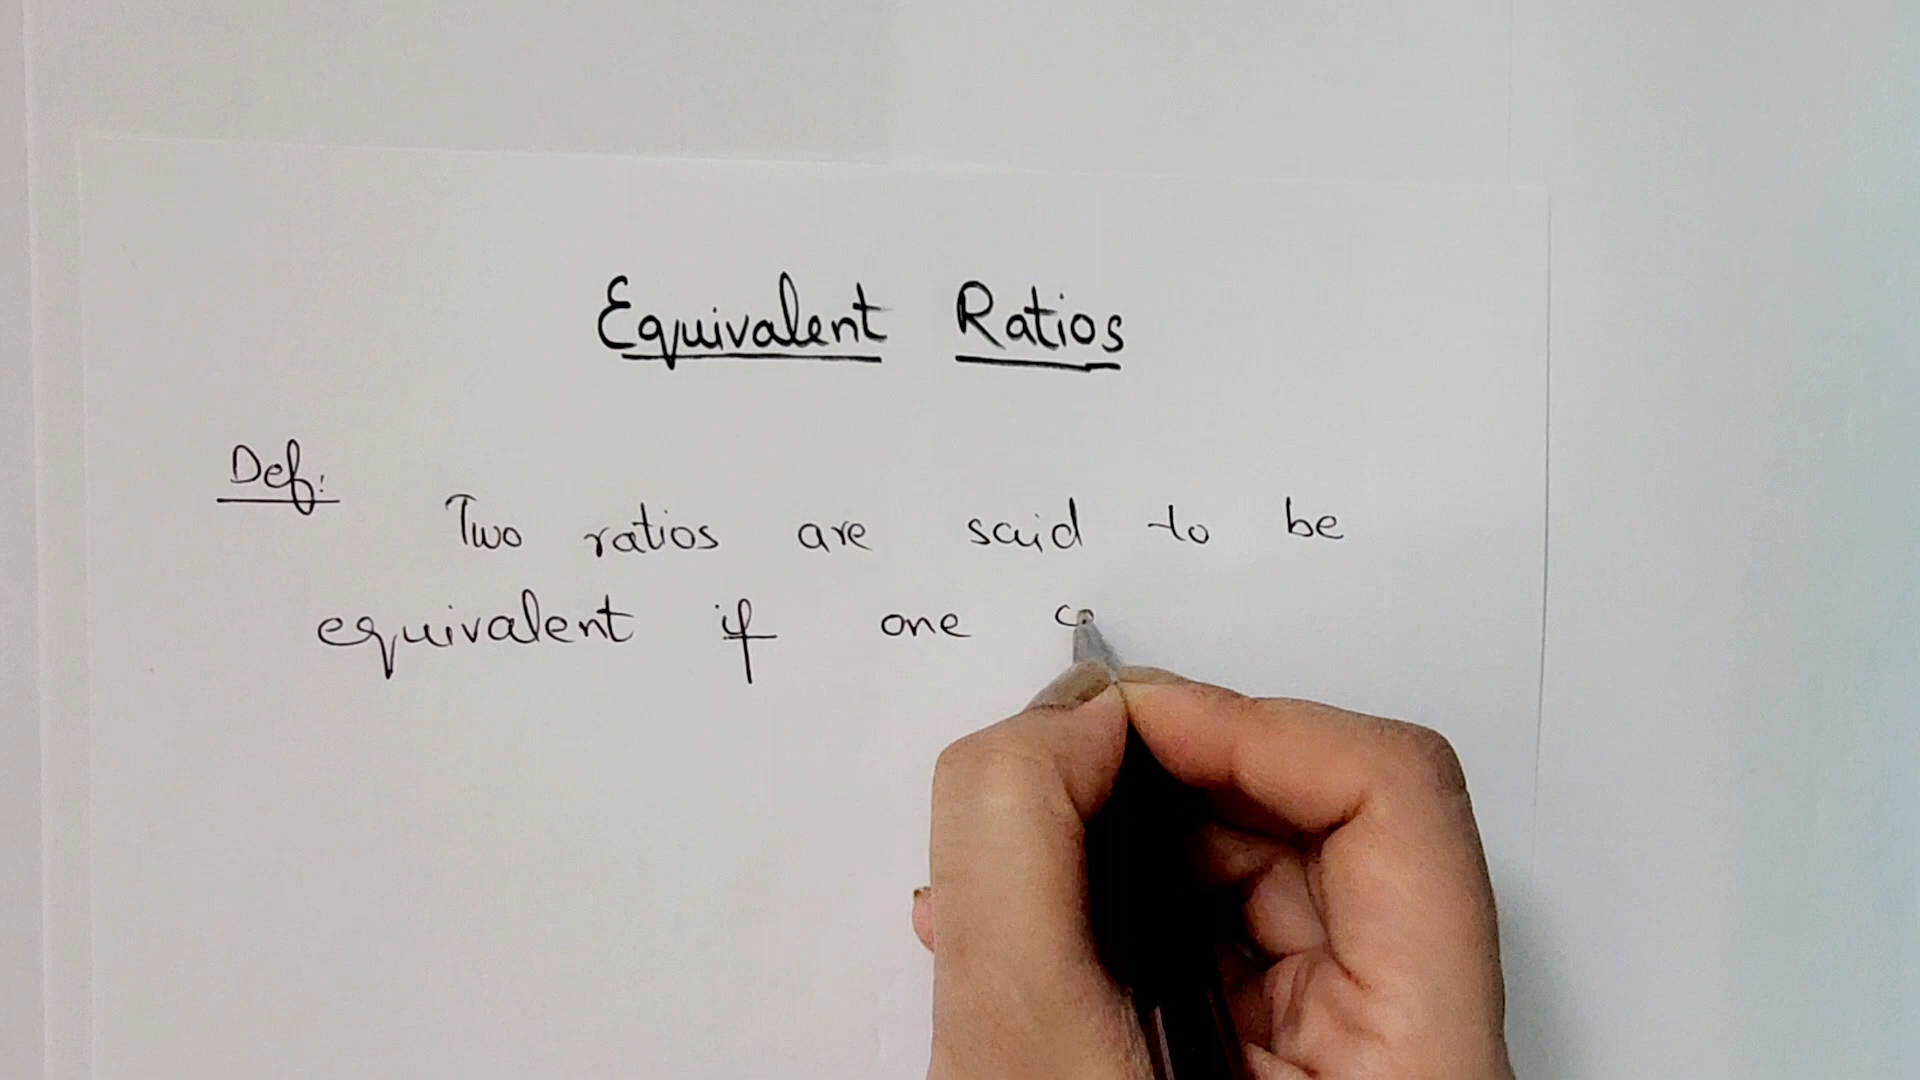 Equivalent Ratios
Def:
Two ratios are said to be
equivalent if one